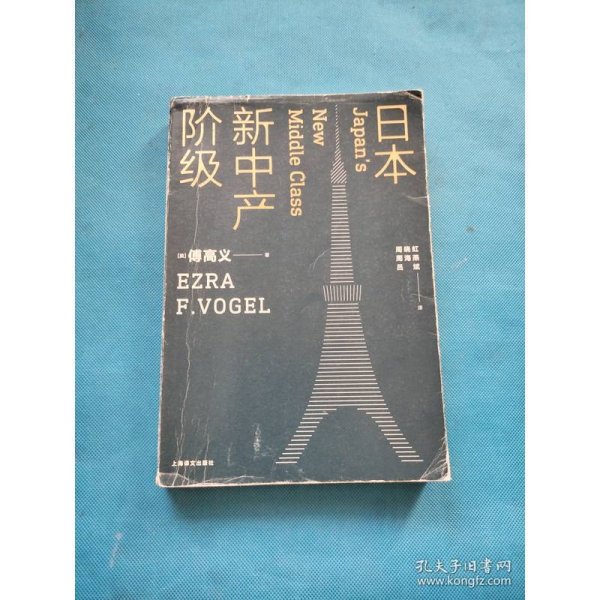 日本
Japan's
新中产
阶级
New
Middle Class
[美] 傅高义 著
EZRA
F.VOGEL
周晓虹
周海燕
吕斌
译
上海译文出版社
孔夫子旧书网
www.kongfz.com